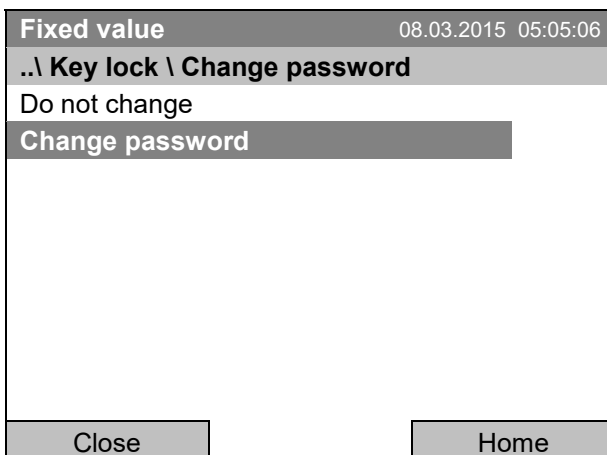 Fixed value 08.03.2015 05:05:06
..\ Key lock \ Change password
Do not change
Change password
Close Home